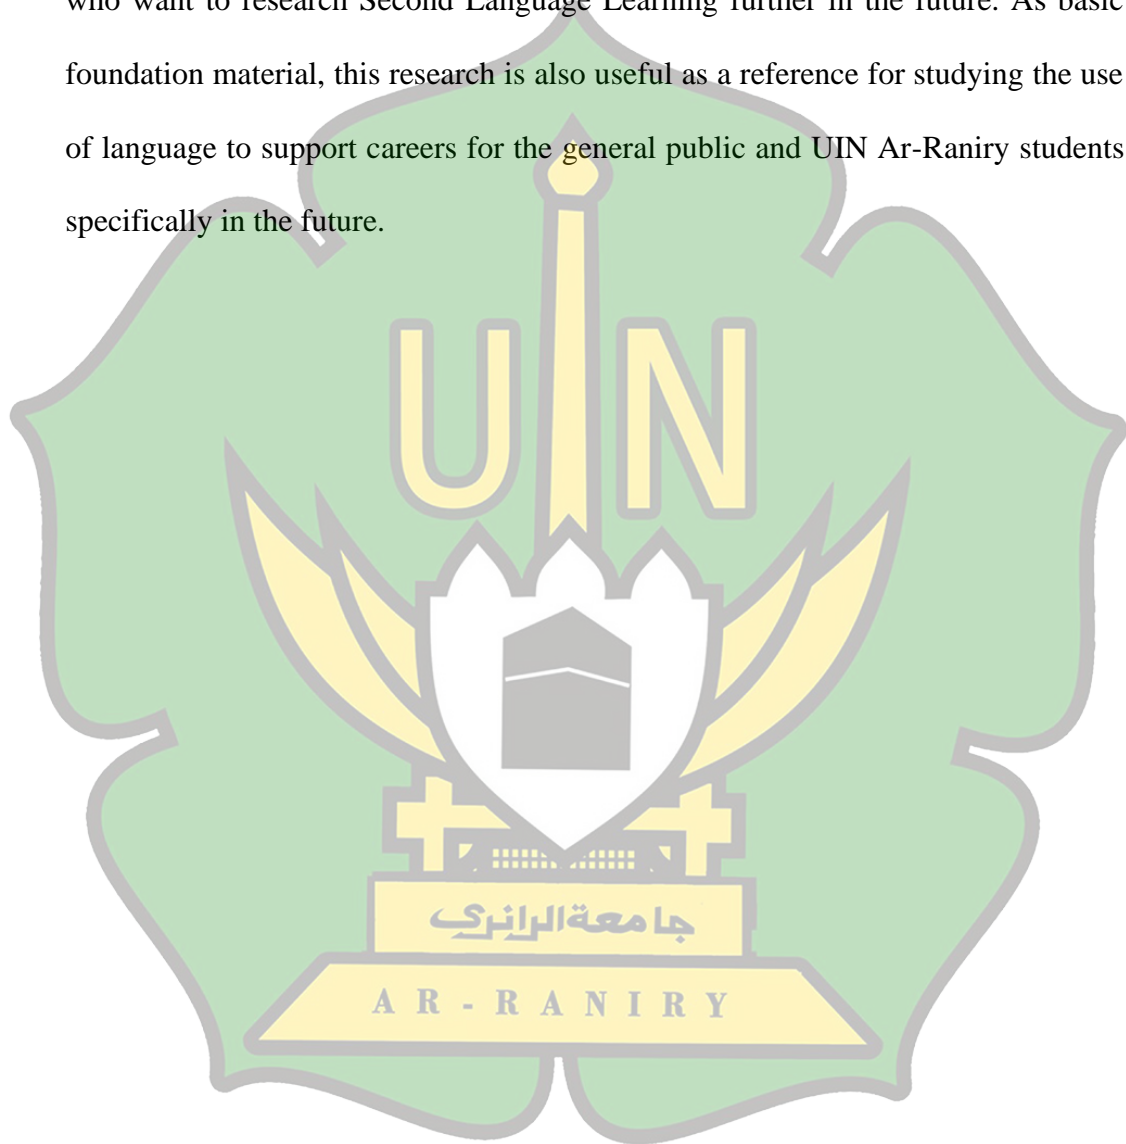 who want to research Second Language Learning further in the future. As basic
foundation material, this research is also useful as a reference for studying the use
of language to support careers for the general public and UIN Ar-Raniry students
specifically in the future.
UIN
جامعةالرانري
AR-RANIRY